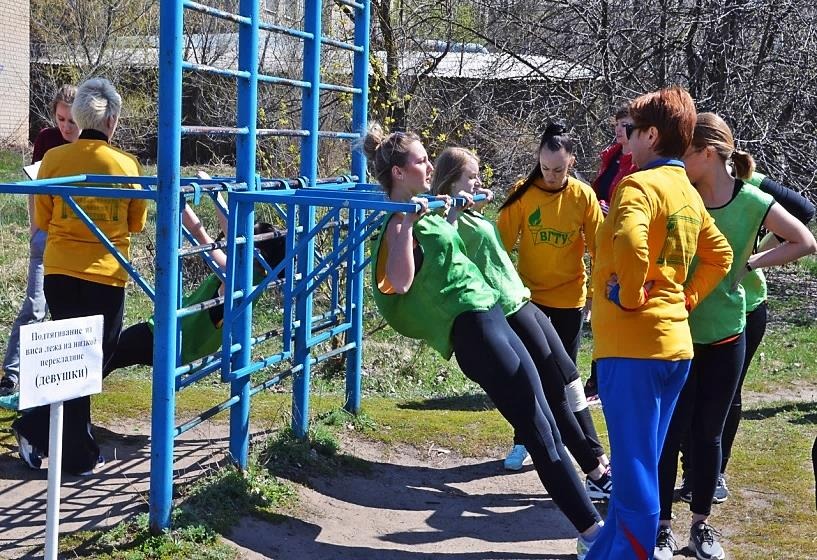 Подтягивание из
виса лежа на низкой
перекладине
(девушки)
ВГТУ